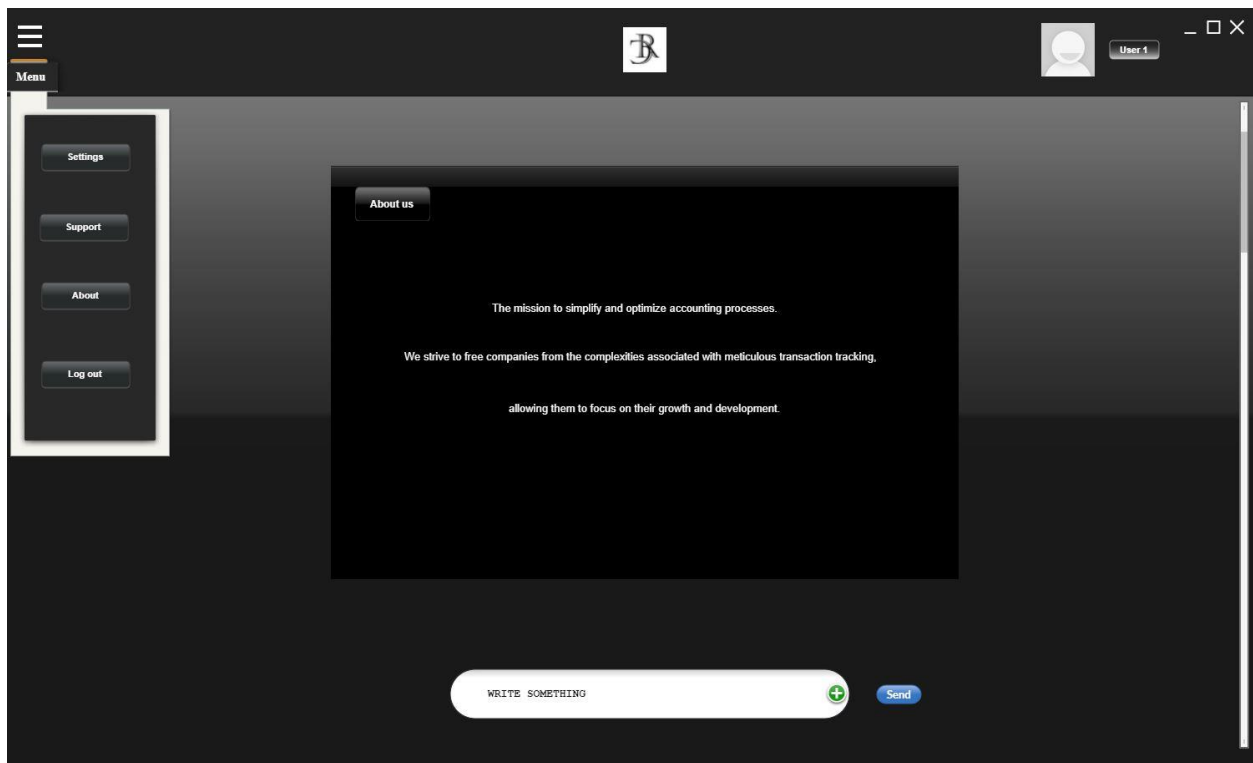 User 1
Menu
Settings
Support
About
Log out
About us
The mission to simplify and optimize accounting processes.
We strive to free companies from the complexities associated with meticulous transaction tracking,
allowing them to focus on their growth and development.
WRITE SOMETHING
Send